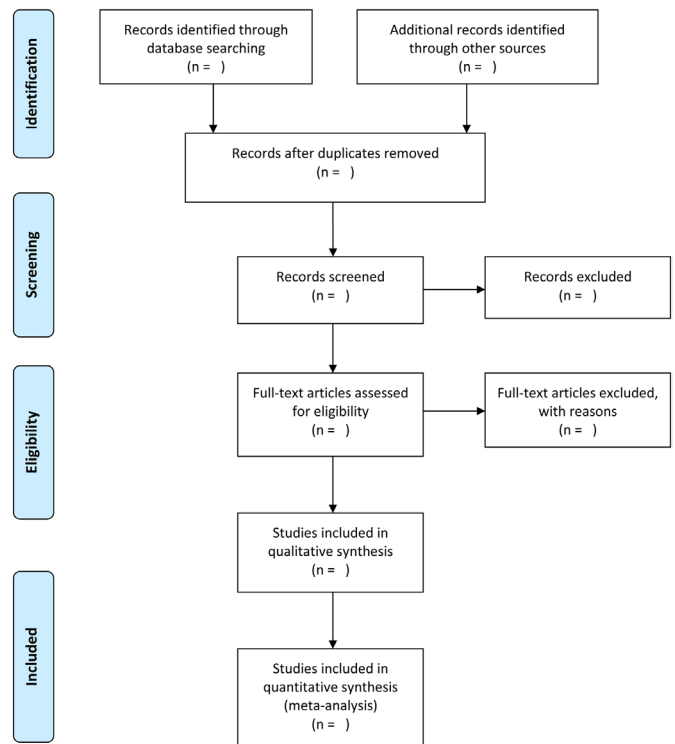 Identification
Records identified through
database searching
(n =   )
Additional records identified
through other sources
(n =   )
Records after duplicates removed
(n =   )
Screening
Records screened
(n =   )
Records excluded
(n =   )
Eligibility
Full-text articles assessed
for eligibility
(n =   )
Full-text articles excluded,
with reasons
(n =   )
Studies included in
qualitative synthesis
(n =   )
Included
Studies included in
quantitative synthesis
(meta-analysis)
(n =   )